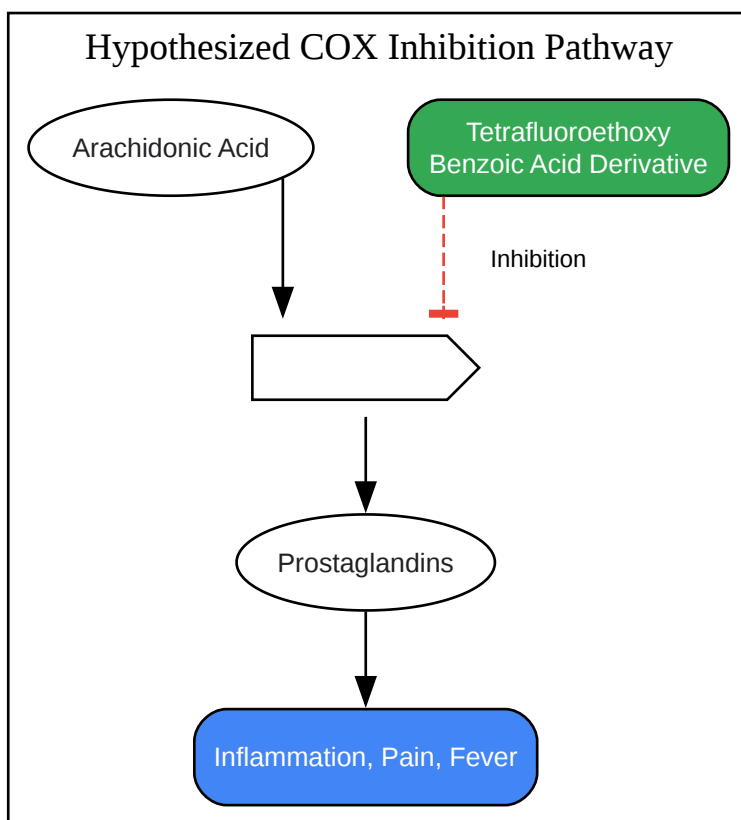 Hypothesized COX Inhibition Pathway
Arachidonic Acid
Tetrafluoroethoxy
Benzoic Acid Derivative
Inhibition
Prostaglandins
Inflammation, Pain, Fever